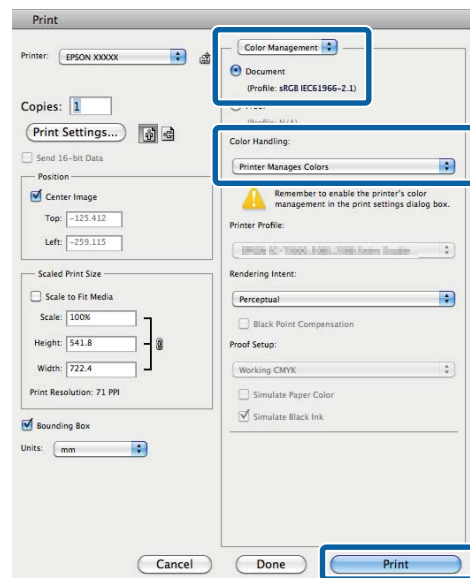 Print
Printer: EPSON XXXXX
Copies: 1
Print Settings...
Send 16-bit Data
Position
Center Image
Top: -125.412
Left: -259.115
Scaled Print Size
Scale to Fit Media
Scale: 100%
Height: 541.8
Width: 722.4
Print Resolution: 71 PPI
Bounding Box
Units: mm
Color Management
Document
(Profile: sRGB IEC61966-2.1)
(Profile: N/A)
Color Handling:
Printer Manages Colors
Remember to enable the printer's color
management in the print settings dialog box.
Printer Profile:
Rendering Intent:
Perceptual
Black Point Compensation
Proof Setup:
Working CMYK
Simulate Paper Color
Simulate Black Ink
Cancel
Done
Print